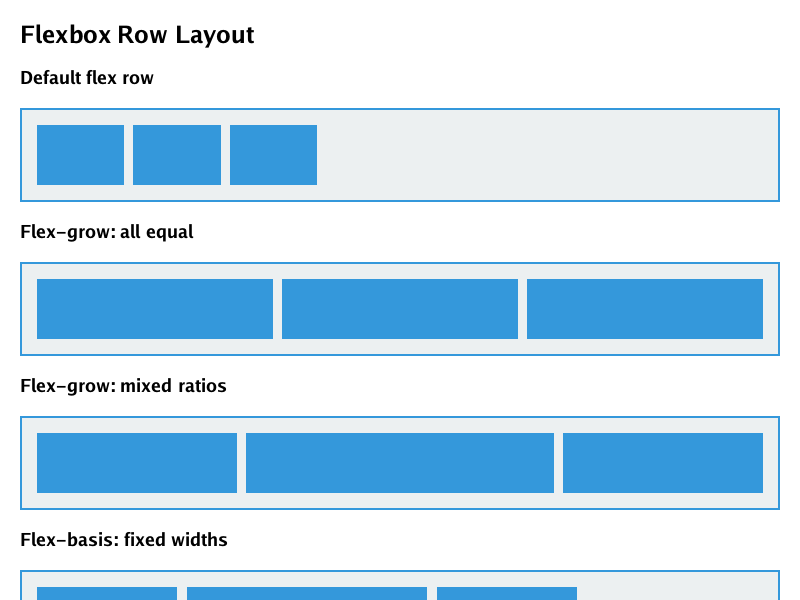 Flexbox Row Layout
Default flex row
Flex-grow: all equal
Flex-grow: mixed ratios
Flex-basis: fixed widths